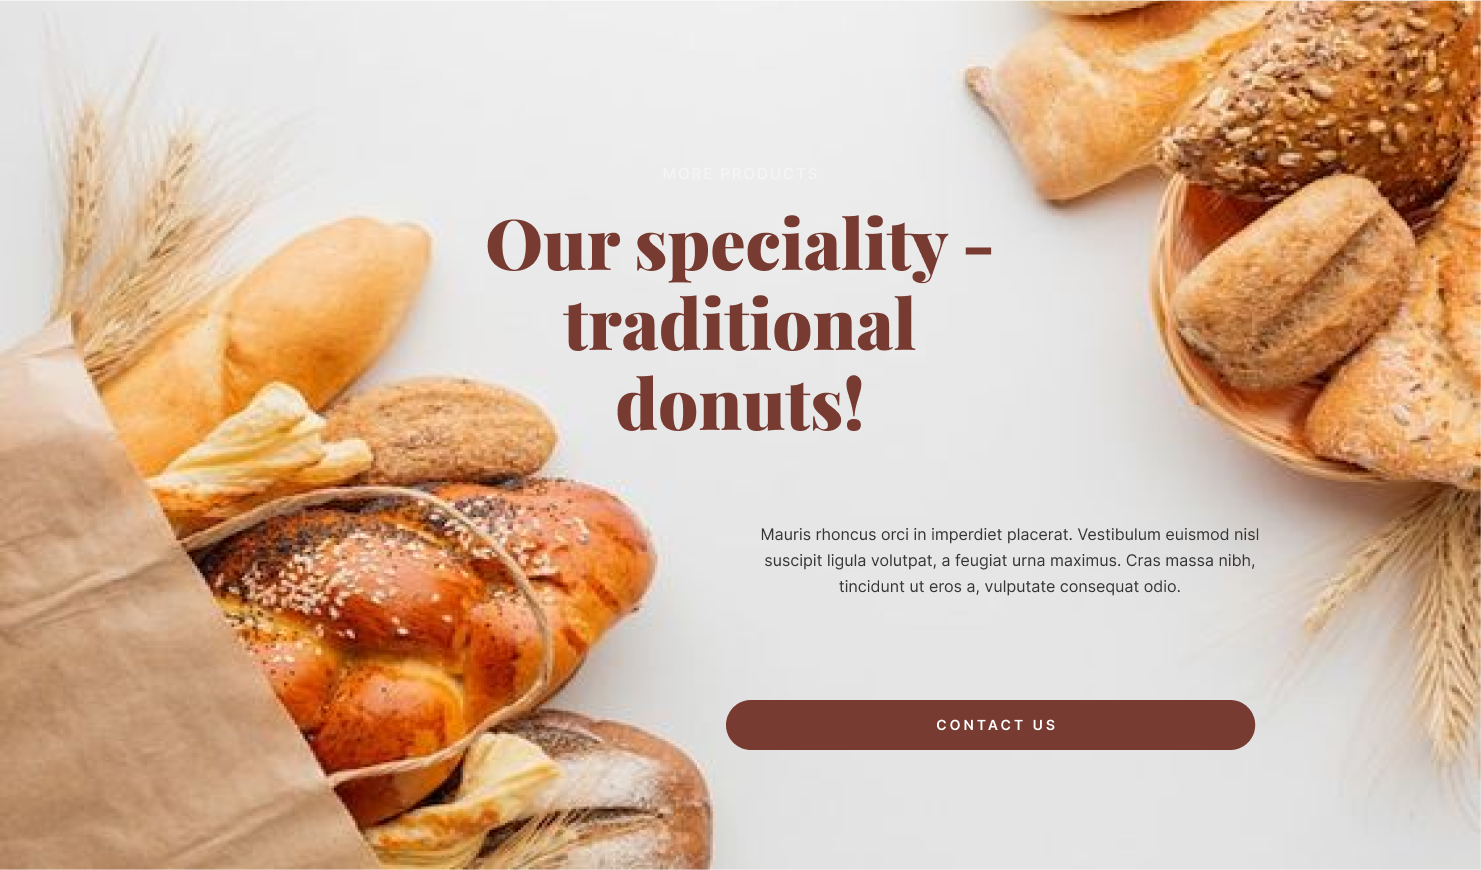 MORE PRODUCTS
Our speciality -
traditional
donuts!
Mauris rhoncus orci in imperdiet placerat. Vestibulum euismod nisl
suscipit ligula volutpat, a feugiat urna maximus. Cras massa nibh,
tincidunt ut eros a, vulputate consequat odio.
CONTACT US